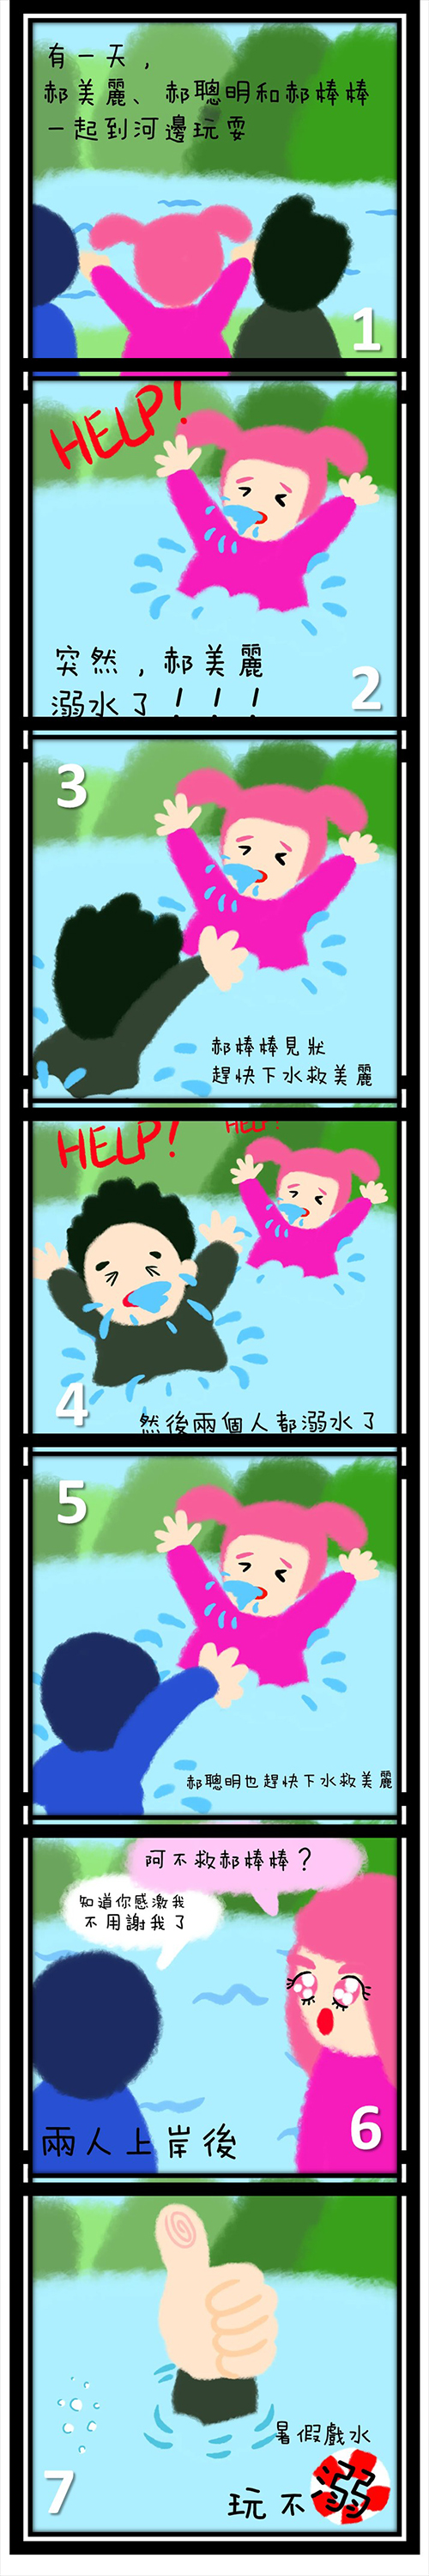 有一天，
郝美麗、郝聰明和郝棒棒
一起到河邊玩耍
1
HELP!
突然，郝美麗
溺水了！！！
2
3
郝棒棒見狀
趕快下水救美麗
HELP!
HELP!
4
然後兩個人都溺水了
5
郝聰明也趕快下水救美麗
阿不救郝棒棒？
知道你感激我
不用謝我了
兩人上岸後
6
暑假戲水
玩不溺
7